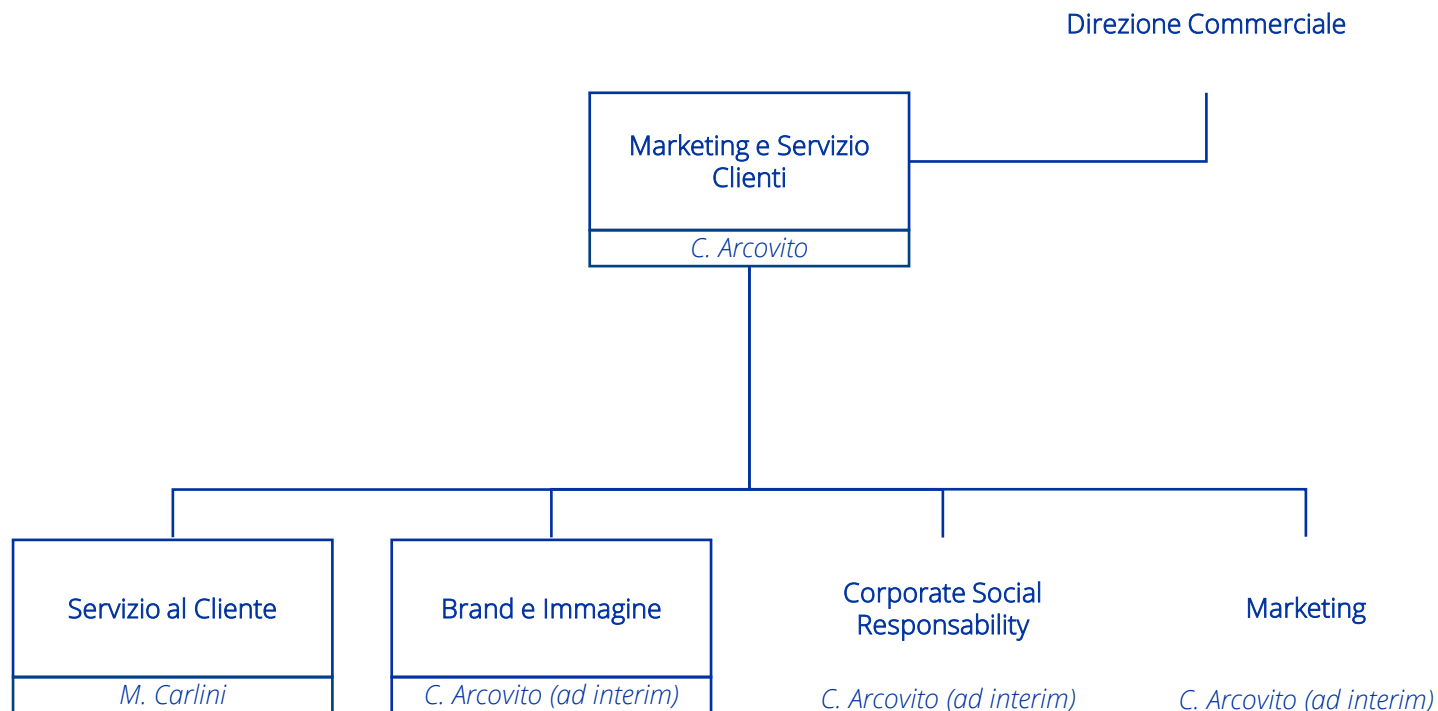 Direzione Commerciale
Marketing e Servizio
Clienti
C. Arcovito
Servizio al Cliente
M. Carlini
Brand e Immagine
C. Arcovito (ad interim)
Corporate Social
Responsability
C. Arcovito (ad interim)
Marketing
C. Arcovito (ad interim)